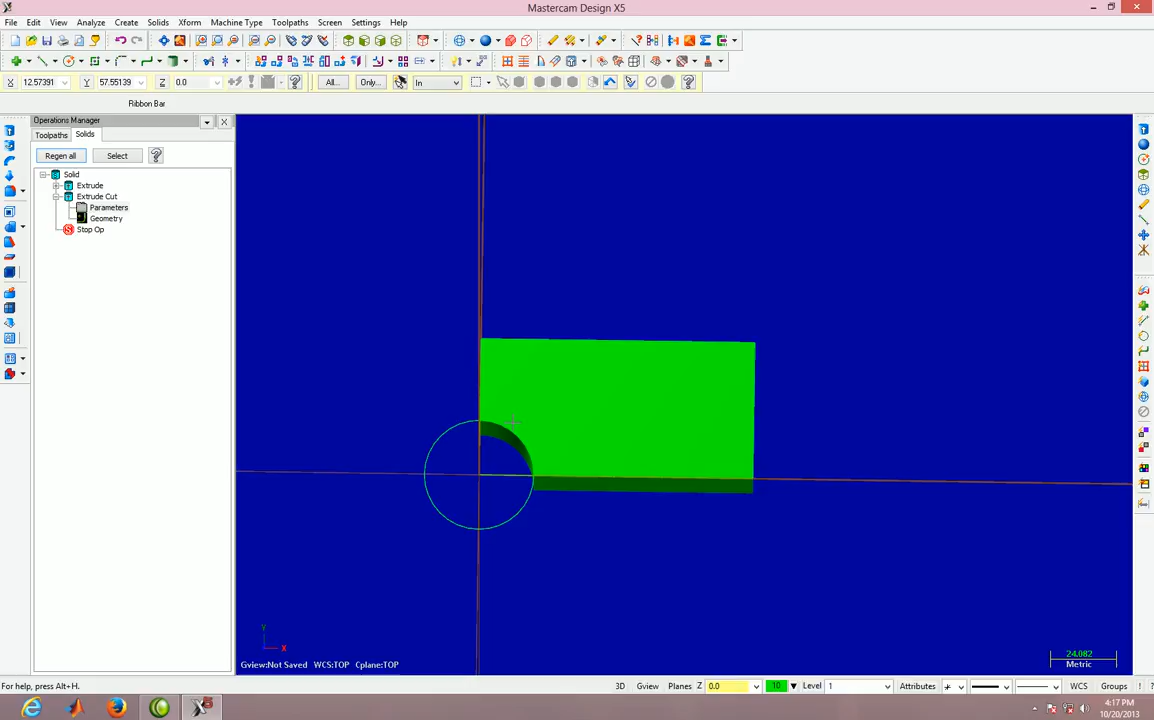 Mastercam Design X5
File Edit View Analyze Create Solids Xform Machine Type Toolpaths Screen Settings Help
X 12.57391 Y 57.55139 Z 0.0 All... Only... In
Ribbon Bar
Operations Manager
Toolpaths Solids
Regen all Select
Solid
Extrude
Extrude Cut
Parameters
Geometry
Stop Op
Y
X
Gview:Not Saved WCS:TOP Cplane:TOP
24.082
Metric
For help, press Alt+H.
3D Gview Planes Z 0.0 10 Level 1 Attributes WCS Groups ! ?
4:17 PM
10/20/2013